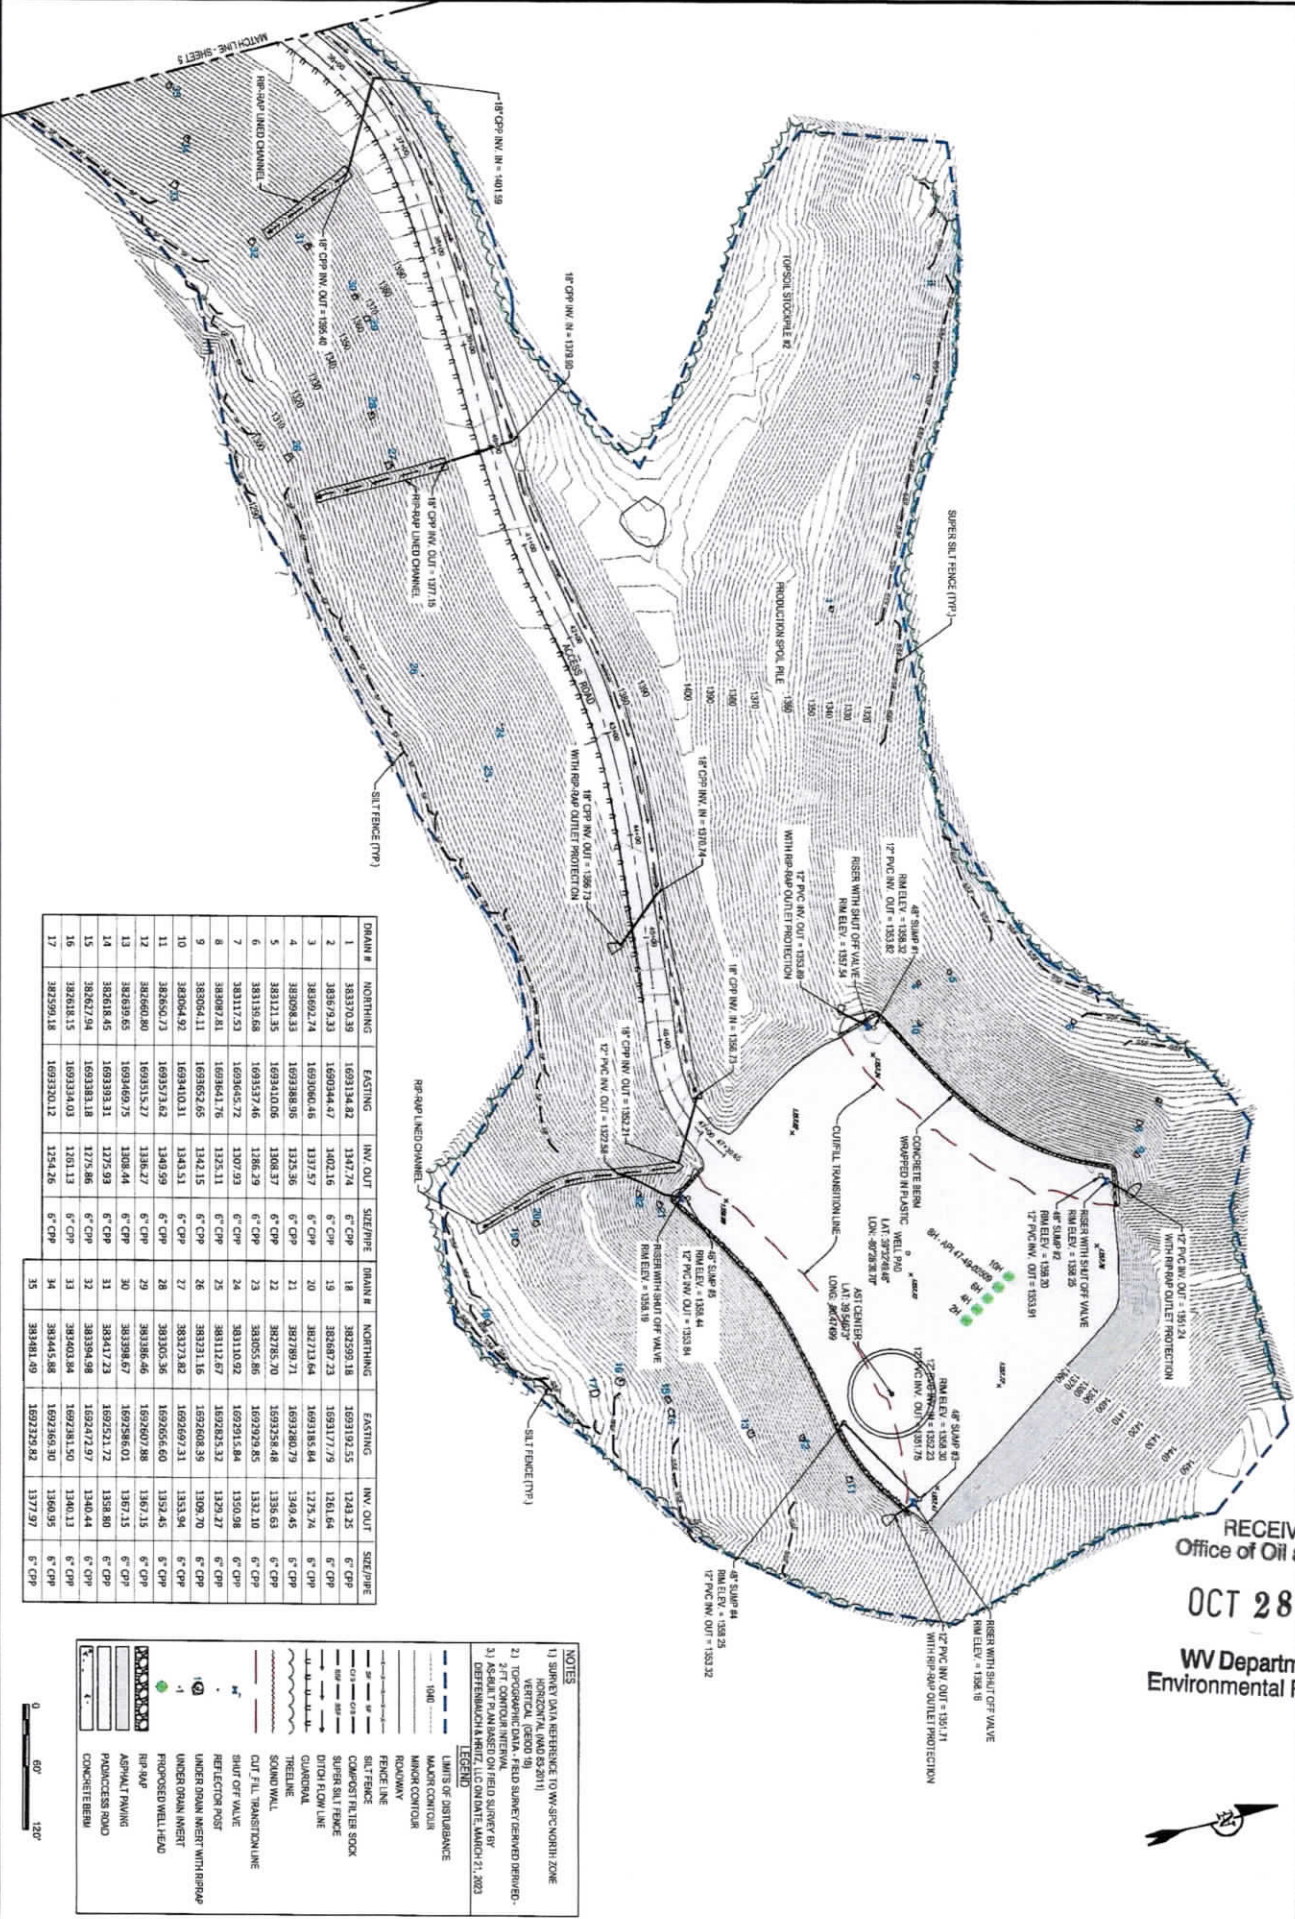 MATCH LINE - SHEET 5
18" CPP INV. IN = 1401.59
RIP-RAP LINED CHANNEL
18" CPP INV. OUT = 1395.40
18" CPP INV. IN = 1379.90
18" CPP INV. OUT = 1377.15
RIP-RAP LINED CHANNEL
TOPSOIL STOCKPILE #2
SUPER SILT FENCE (TYP.)
PRODUCTION SPOIL PILE
ACCESS ROAD
SILT FENCE (TYP.)
18" CPP INV. IN = 1370.74
18" CPP INV. OUT = 1366.73
WITH RIP-RAP OUTLET PROTECTION
48" SUMP #1
RIM ELEV. = 1358.32
12" PVC INV. OUT = 1353.82
RISER WITH SHUT OFF VALVE
RIM ELEV. = 1357.54
12" PVC INV. OUT = 1353.89
WITH RIP-RAP OUTLET PROTECTION
18" CPP INV. IN = 1356.73
18" CPP INV. OUT = 1352.21
12" PVC INV. OUT = 1322.58
RIP-RAP LINED CHANNEL
CUT/FILL TRANSITION LINE
CONCRETE BERM
WRAPPED IN PLASTIC
WELL PAD
8H - API 47-49-02509
10H
6H
4H
2H
AST CENTER
RISER WITH SHUT OFF VALVE
RIM ELEV. = 1358.25
48" SUMP #2
RIM ELEV. = 1358.20
12" PVC INV. OUT = 1353.91
12" PVC INV. OUT = 1351.24
WITH RIP-RAP OUTLET PROTECTION
48" SUMP #5
RIM ELEV. = 1358.44
12" PVC INV. OUT = 1353.84
RISER WITH SHUT OFF VALVE
RIM ELEV. = 1358.19
48" SUMP #3
RIM ELEV. = 1358.30
48" SUMP #4
RIM ELEV. = 1358.25
12" PVC INV. OUT = 1353.32
RISER WITH SHUT OFF VALVE
RIM ELEV. = 1358.16
12" PVC INV. OUT = 1351.71
WITH RIP-RAP OUTLET PROTECTION
SILT FENCE (TYP.)
DRAIN # NORTHING EASTING INV. OUT SIZE/PIPE
1 383370.39 1693134.82 1347.74 6" CPP
2 383679.33 1690344.47 1402.16 6" CPP
3 383692.74 1693060.46 1337.57 6" CPP
4 383098.33 1693388.96 1325.36 6" CPP
5 383121.35 1693410.06 1308.37 6" CPP
6 383139.68 1693537.46 1286.29 6" CPP
7 383117.53 1693645.72 1307.93 6" CPP
8 383087.81 1693641.76 1325.11 6" CPP
9 383064.11 1693652.65 1342.15 6" CPP
10 383064.92 1693410.31 1343.51 6" CPP
11 382650.73 1693573.62 1349.99 6" CPP
12 382660.80 1693515.27 1336.27 6" CPP
13 382639.65 1693469.75 1308.44 6" CPP
14 382618.45 1693393.31 1275.93 6" CPP
15 382627.94 1693383.18 1275.86 6" CPP
16 382618.15 1693334.03 1261.13 6" CPP
17 382599.18 1693320.12 1254.26 6" CPP
DRAIN # NORTHING EASTING INV. OUT SIZE/PIPE
18 382599.18 1693192.55 1243.25 6" CPP
19 382687.23 1693177.79 1261.64 6" CPP
20 382713.64 1693185.84 1275.74 6" CPP
21 382789.71 1693280.79 1349.45 6" CPP
22 382785.70 1693258.48 1336.63 6" CPP
23 383055.86 1692929.85 1332.10 6" CPP
24 383110.92 1692915.84 1350.98 6" CPP
25 383112.67 1692825.32 1329.27 6" CPP
26 383231.16 1692608.39 1309.70 6" CPP
27 383273.82 1692697.31 1353.94 6" CPP
28 383305.36 1692656.60 1352.45 6" CPP
29 383386.46 1692607.88 1367.15 6" CPP
30 383398.67 1692586.01 1367.15 6" CPP
31 383417.23 1692521.72 1358.80 6" CPP
32 383394.98 1692472.97 1340.44 6" CPP
33 383403.84 1692381.50 1340.13 6" CPP
34 383445.88 1692369.30 1360.95 6" CPP
35 383481.49 1692329.82 1377.97 6" CPP
NOTES
1) SURVEY DATA REFERENCE TO WV-SPC NORTH ZONE
HORIZONTAL (NAD 83-2011)
VERTICAL (GEIOD 18)
2) TOPOGRAPHIC DATA - FIELD SURVEY DERIVED DERIVED -
2 FT. CONTOUR INTERVAL
3) AS-BUILT PLAN BASED ON FIELD SURVEY BY
DIEFFENBAUCH & HRITZ, LLC ON DATE, MARCH 21, 2023
LEGEND
LIMITS OF DISTURBANCE
1040 MAJOR CONTOUR
MINOR CONTOUR
ROADWAY
FENCE LINE
SILT FENCE
COMPOST FILTER SOCK
SUPER SILT FENCE
DITCH FLOW LINE
GUARDRAIL
TREELINE
SOUND WALL
CUT_FILL TRANSITION LINE
SHUT OFF VALVE
REFLECTOR POST
UNDER DRAIN INVERT WITH RIPRAP
UNDER DRAIN INVERT
PROPOSED WELL HEAD
RIP-RAP
ASPHALT PAVING
PAD/ACCESS ROAD
CONCRETE BERM
0 60' 120'
RECEIV
Office of Oil
OCT 28
WV Departm
Environmental